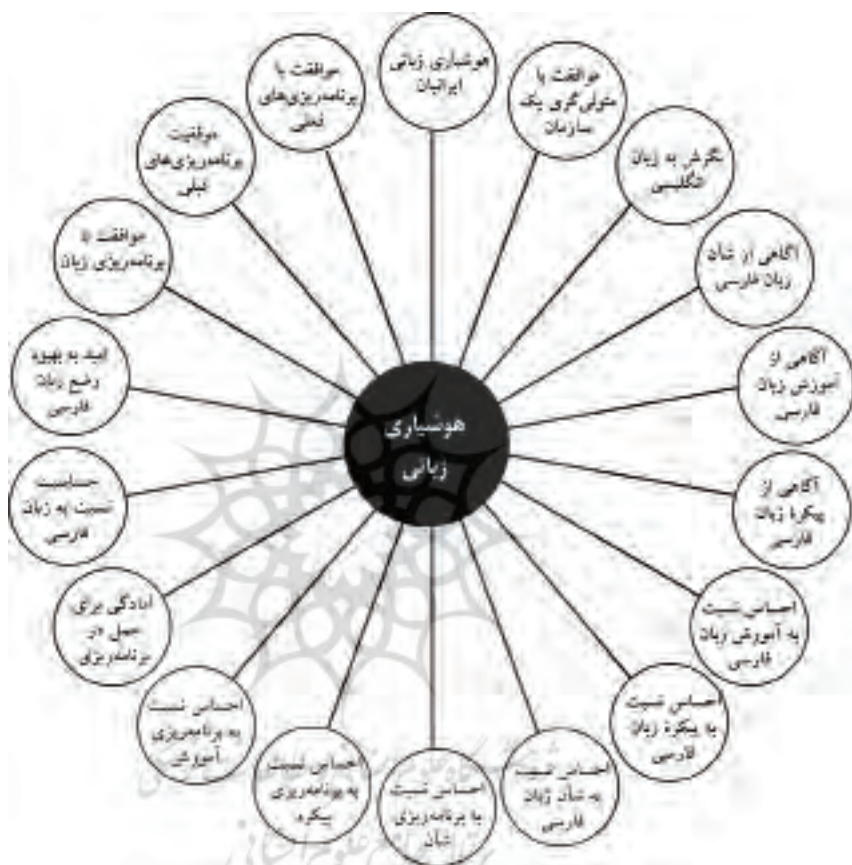 هوشیاری
زبانی
هوشیاری زبانی
ایرانیان
موافقت با
متولی‌گری یک
سازمان
نگرش به زبان
انگلیسی
آگاهی از شأن
زبان فارسی
آگاهی از
آموزش زبان
فارسی
آگاهی از
پیکرهٔ زبان
فارسی
احساس نسبت
به آموزش زبان
فارسی
احساس نسبت
به پیکرهٔ زبان
فارسی
احساس نسبت
به شأن زبان
فارسی
احساس نسبت
به برنامه‌ریزی
شأن
احساس نسبت
به برنامه‌ریزی
پیکره
احساس نسبت
به برنامه‌ریزی
آموزش
آمادگی برای
عمل در
برنامه‌ریزی
حساسیت
نسبت به زبان
فارسی
امید به بهبود
وضع زبان
فارسی
موافقت با
برنامه‌ریزی زبان
موفقیت
برنامه‌ریزی‌های
قبلی
موافقت با
برنامه‌ریزی‌های
فعلی